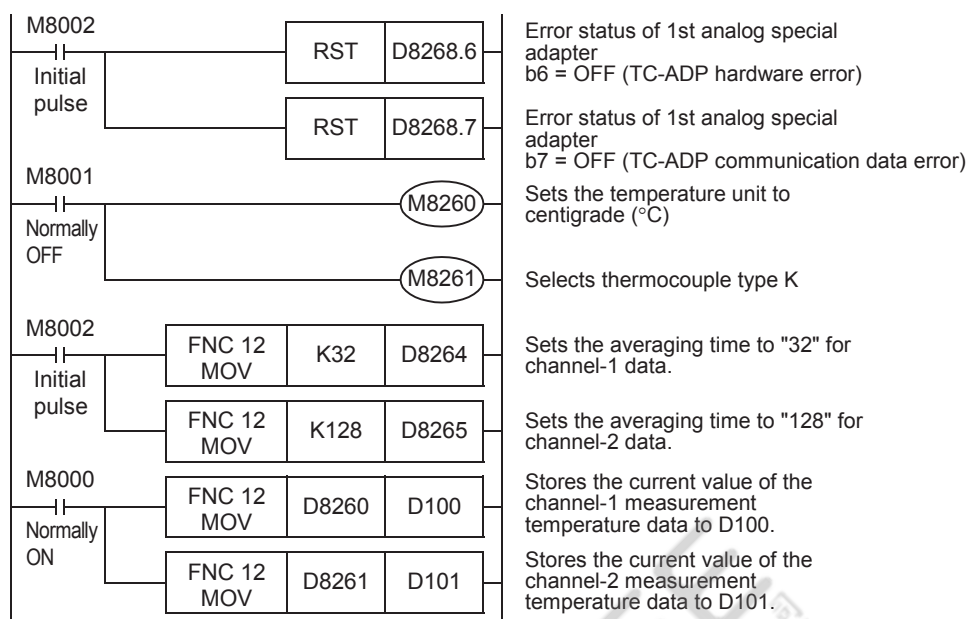 M8002
Initial
pulse
RST D8268.6
Error status of 1st analog special
adapter
b6 = OFF (TC-ADP hardware error)
RST D8268.7
Error status of 1st analog special
adapter
b7 = OFF (TC-ADP communication data error)
M8001
Normally
OFF
M8260
Sets the temperature unit to
centigrade (°C)
M8261
Selects thermocouple type K
M8002
Initial
pulse
FNC 12
MOV
K32 D8264
Sets the averaging time to "32" for
channel-1 data.
FNC 12
MOV
K128 D8265
Sets the averaging time to "128" for
channel-2 data.
M8000
Normally
ON
FNC 12
MOV
D8260 D100
Stores the current value of the
channel-1 measurement
temperature data to D100.
FNC 12
MOV
D8261 D101
Stores the current value of the
channel-2 measurement
temperature data to D101.